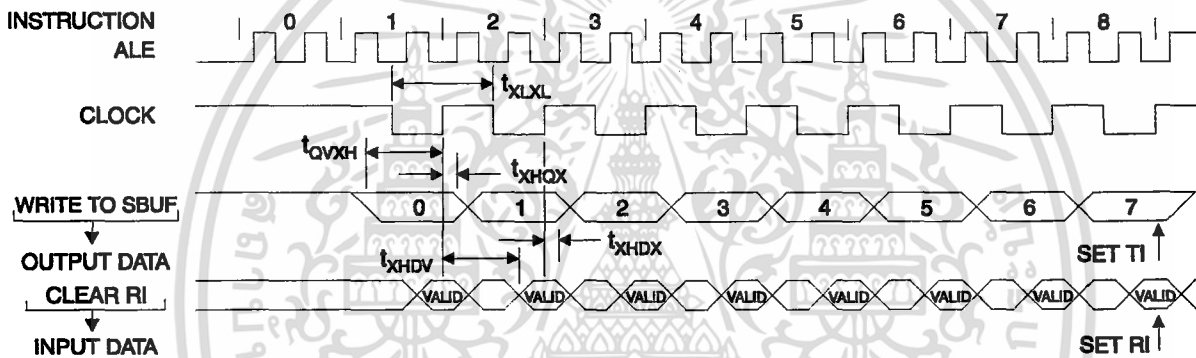 INSTRUCTION 0 1 2 3 4 5 6 7 8
ALE
tXLXL
CLOCK
tQVXH
tXHQX
WRITE TO SBUF 0 1 2 3 4 5 6 7
tXHDX
SET TI
OUTPUT DATA
tXHDV
CLEAR RI VALID VALID VALID VALID VALID VALID VALID VALID
INPUT DATA
SET RI